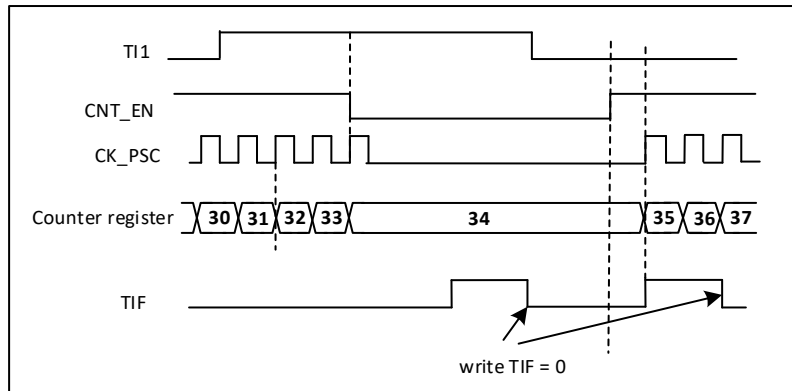 TI1
CNT_EN
CK_PSC
Counter register 30 31 32 33 34 35 36 37
TIF
write TIF = 0